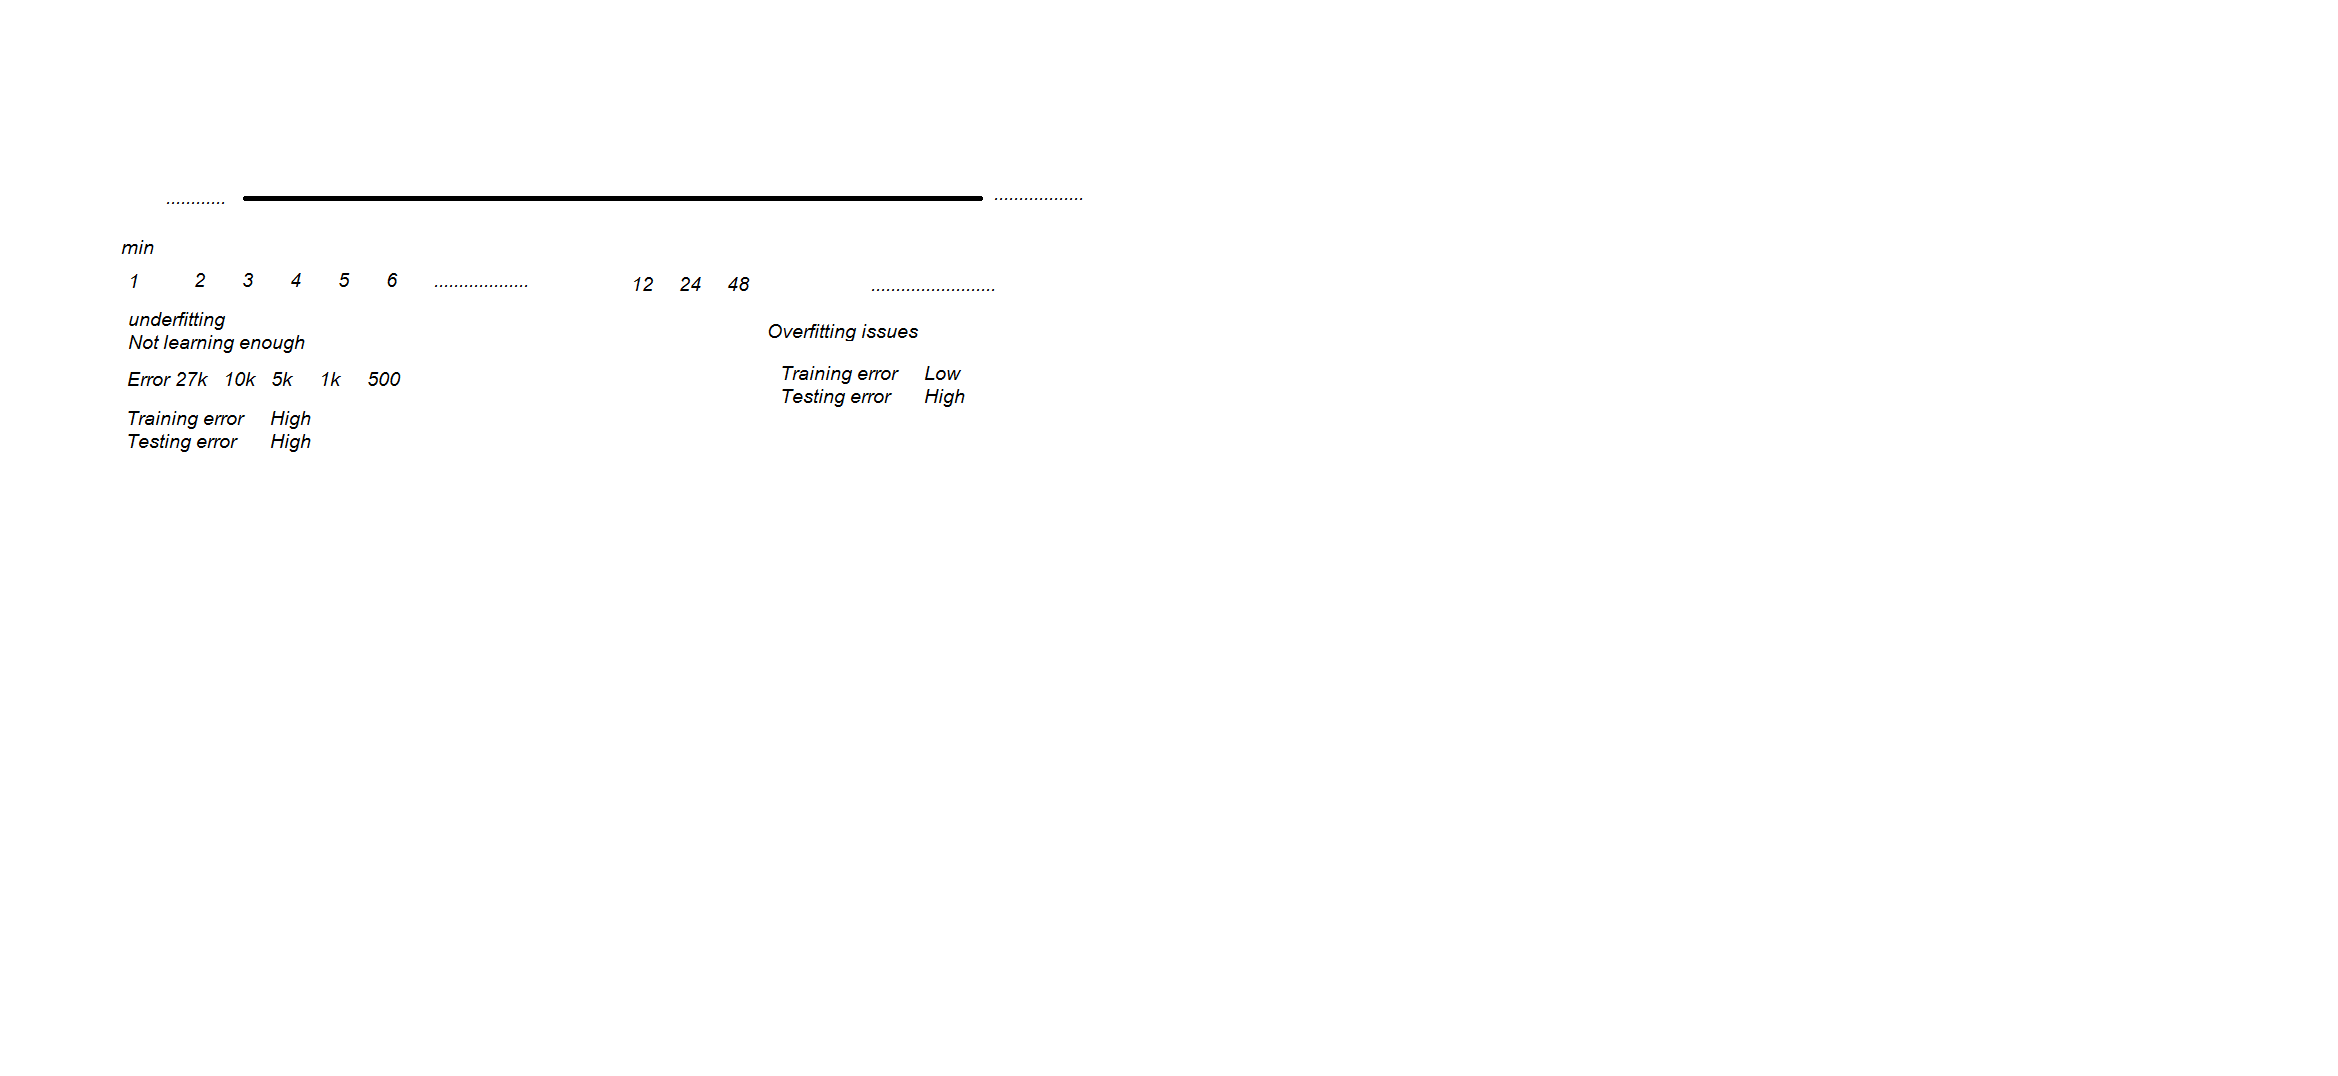 ............ ..................
min
1 2 3 4 5 6 ................... 12 24 48 .........................
underfitting
Not learning enough
Overfitting issues
Error 27k 10k 5k 1k 500
Training error Low
Testing error High
Training error High
Testing error High